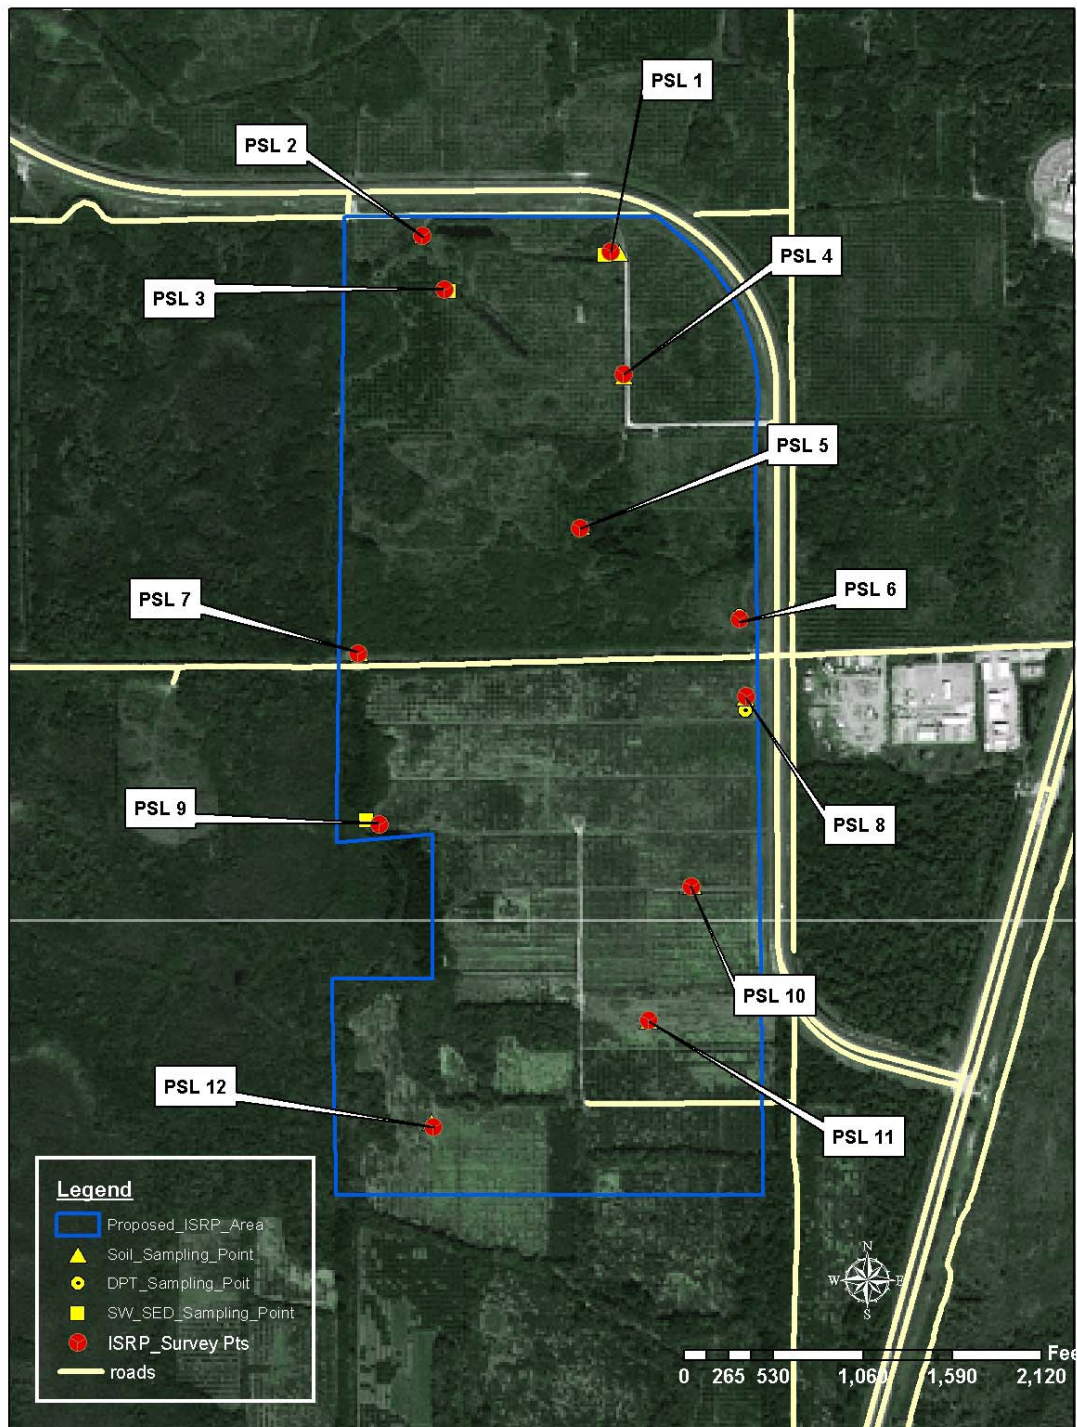 PSL 1
PSL 2
PSL 4
PSL 3
PSL 5
PSL 6
PSL 7
PSL 9
PSL 8
PSL 10
PSL 12
PSL 11
Legend
Proposed_ISRP_Area
Soil_Sampling_Point
DPT_Sampling_Poit
SW_SED_Sampling_Point
ISRP_Survey Pts
roads
N
W E
S
Fee
0 265 530 1,060 1,590 2,120